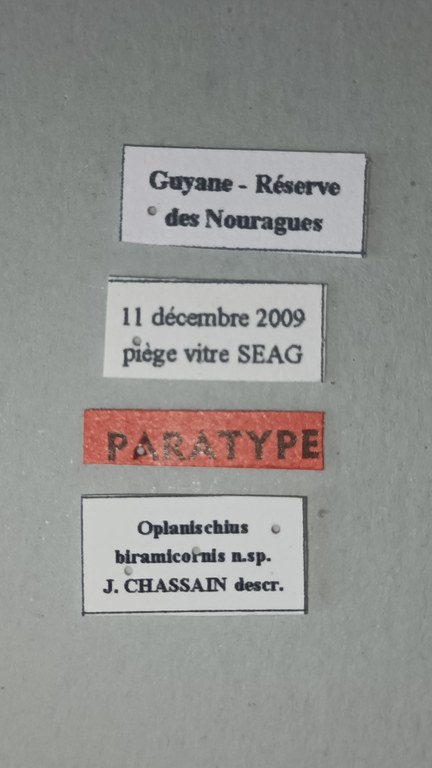 Guyane - Réserve
des Nouragues
11 décembre 2009
piège vitre SEAG
PARATYPE
Oplanischius
biramicornis n.sp.
J. CHASSAIN descr.